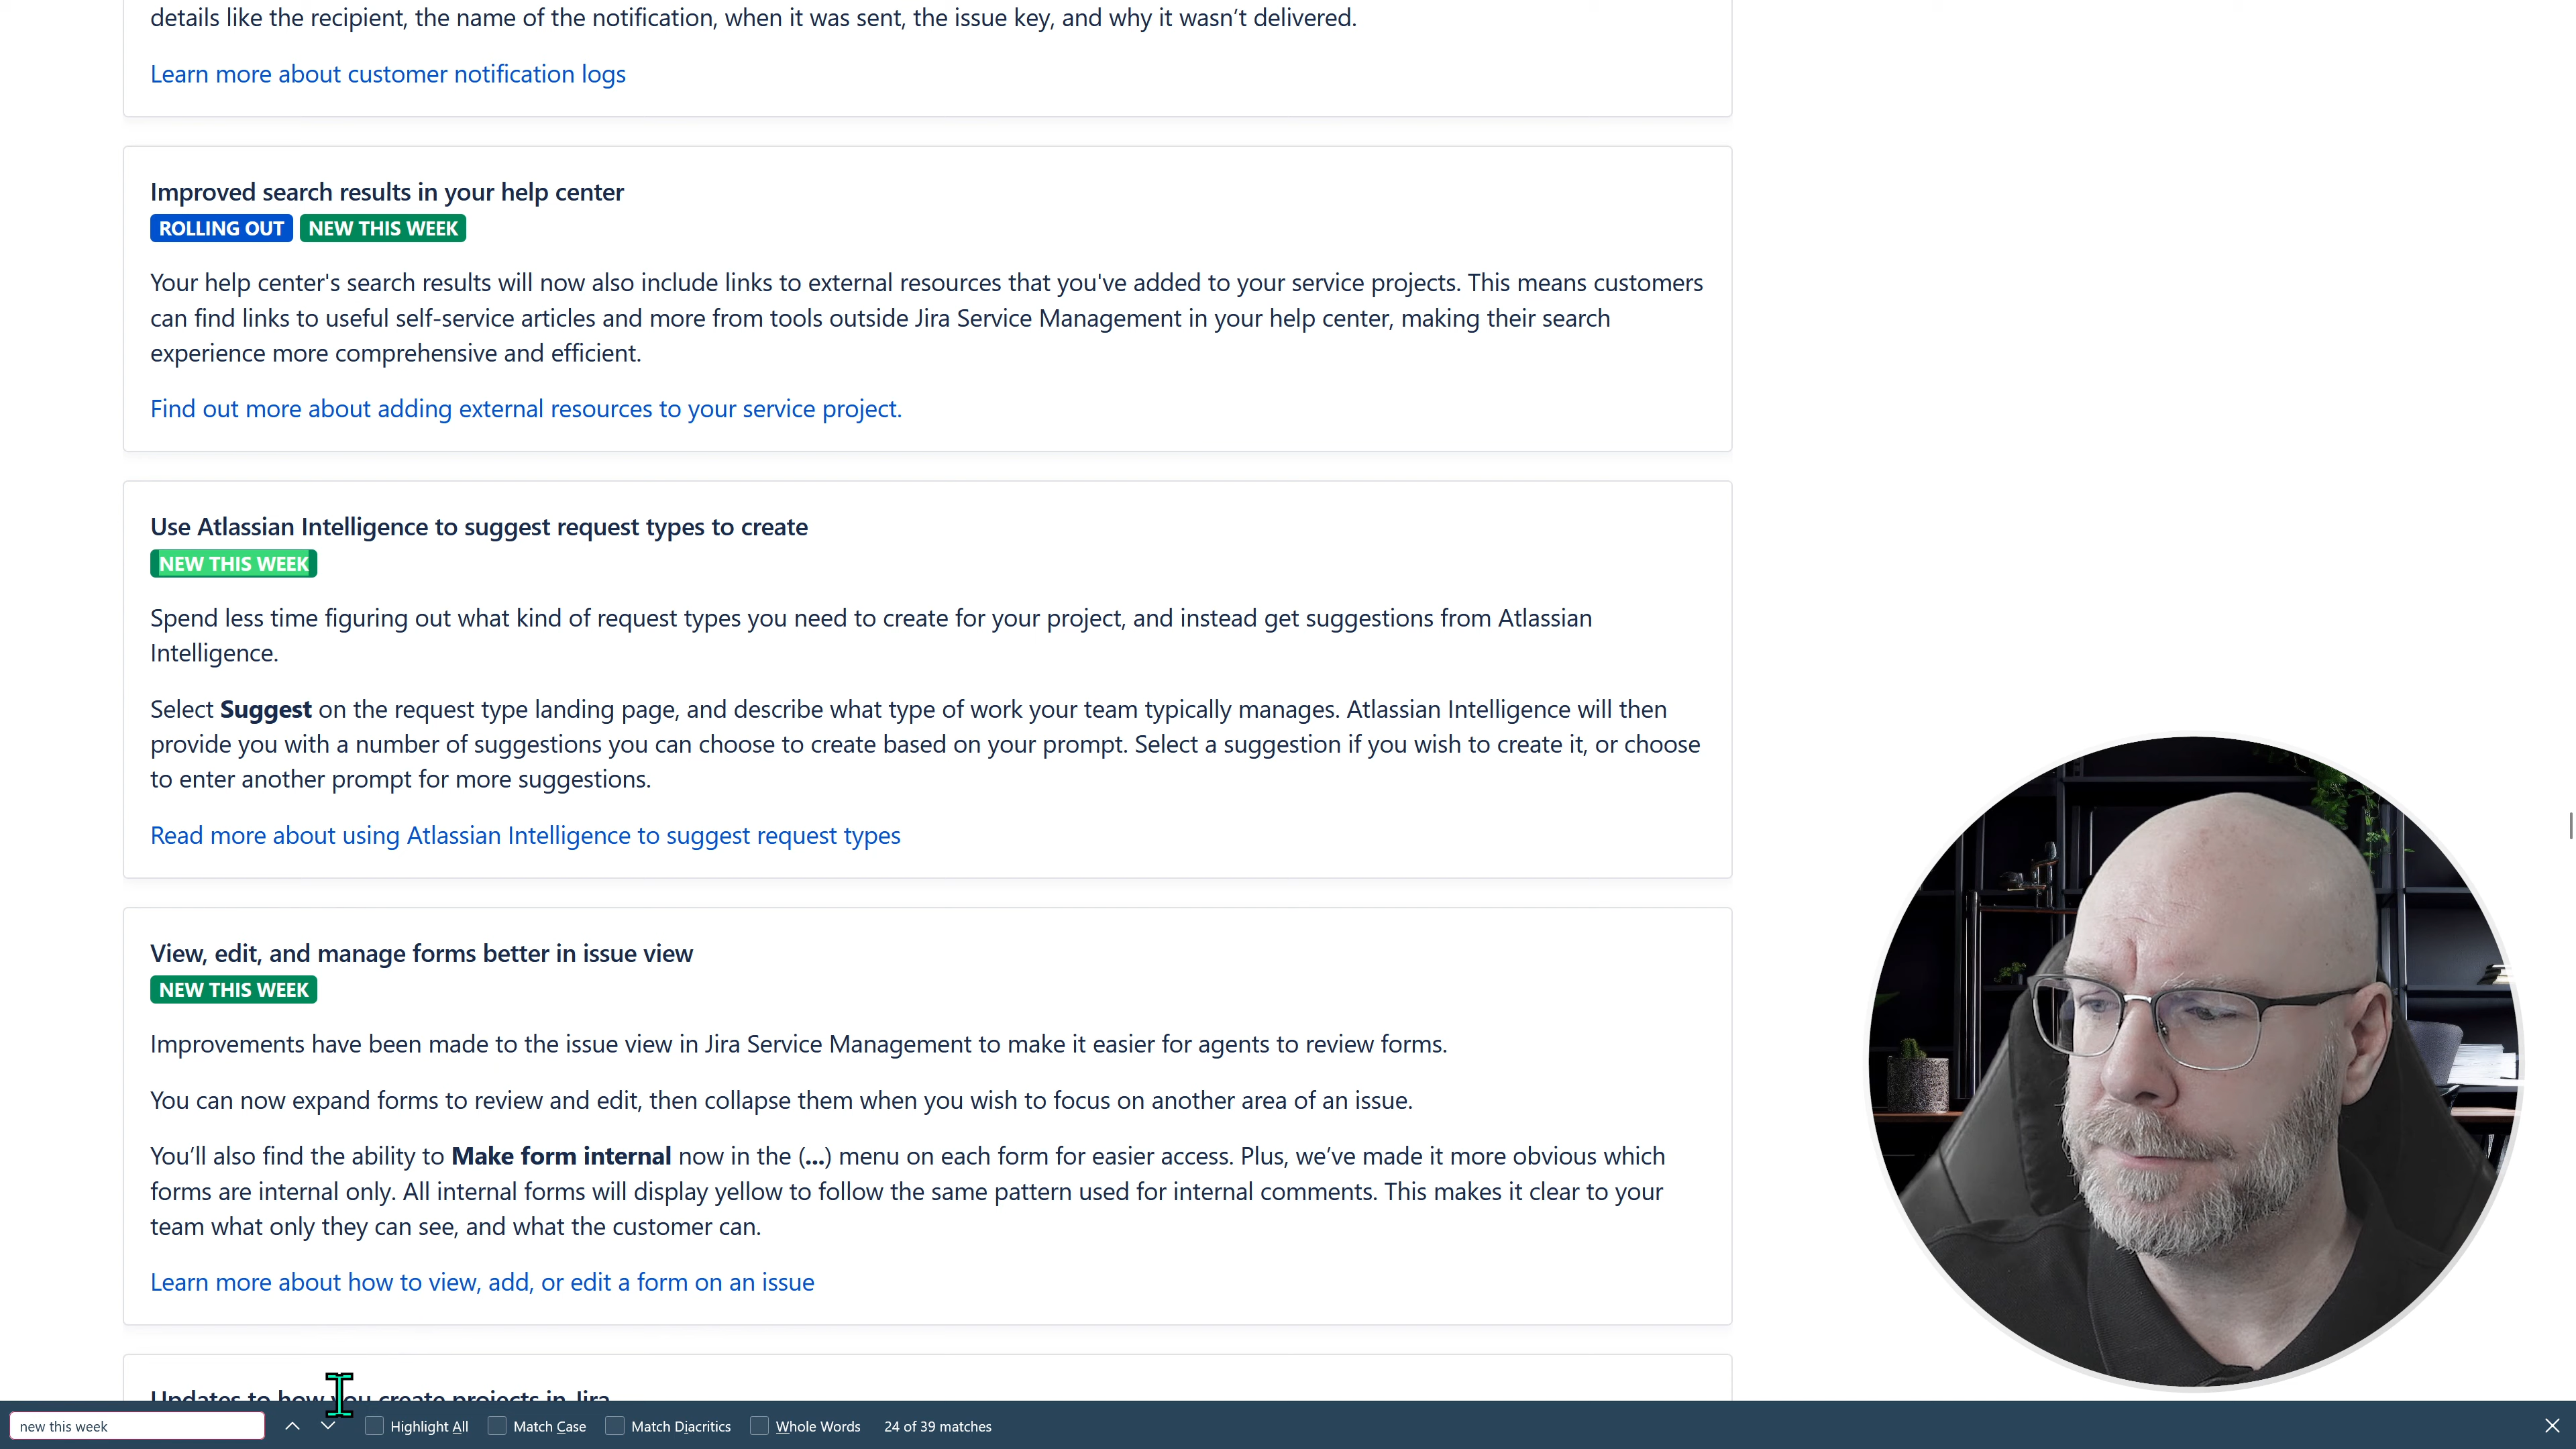 details like the recipient, the name of the notification, when it was sent, the issue key, and why it wasn’t delivered.
Learn more about customer notification logs
Improved search results in your help center
ROLLING OUT NEW THIS WEEK
Your help center's search results will now also include links to external resources that you've added to your service projects. This means customers
can find links to useful self-service articles and more from tools outside Jira Service Management in your help center, making their search
experience more comprehensive and efficient.
Find out more about adding external resources to your service project.
Use Atlassian Intelligence to suggest request types to create
NEW THIS WEEK
Spend less time figuring out what kind of request types you need to create for your project, and instead get suggestions from Atlassian
Intelligence.
Select Suggest on the request type landing page, and describe what type of work your team typically manages. Atlassian Intelligence will then
provide you with a number of suggestions you can choose to create based on your prompt. Select a suggestion if you wish to create it, or choose
to enter another prompt for more suggestions.
Read more about using Atlassian Intelligence to suggest request types
View, edit, and manage forms better in issue view
NEW THIS WEEK
Improvements have been made to the issue view in Jira Service Management to make it easier for agents to review forms.
You can now expand forms to review and edit, then collapse them when you wish to focus on another area of an issue.
You’ll also find the ability to Make form internal now in the (...) menu on each form for easier access. Plus, we’ve made it more obvious which
forms are internal only. All internal forms will display yellow to follow the same pattern used for internal comments. This makes it clear to your
team what only they can see, and what the customer can.
Learn more about how to view, add, or edit a form on an issue
Updates to how you create projects in Jira
new this week Highlight All Match Case Match Diacritics Whole Words 24 of 39 matches